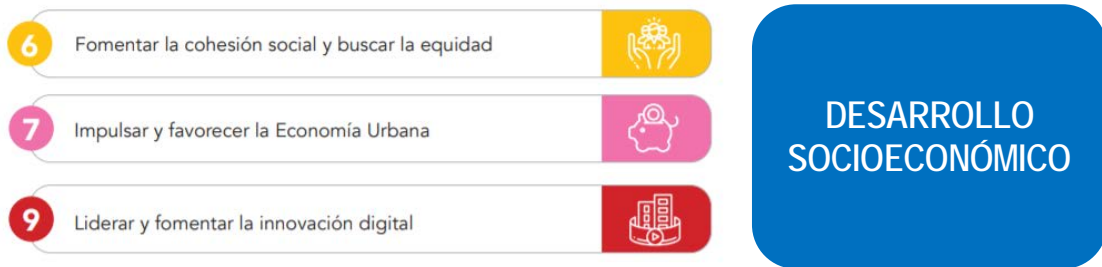 6 Fomentar la cohesión social y buscar la equidad
7 Impulsar y favorecer la Economía Urbana
9 Liderar y fomentar la innovación digital
DESARROLLO
SOCIOECONÓMICO